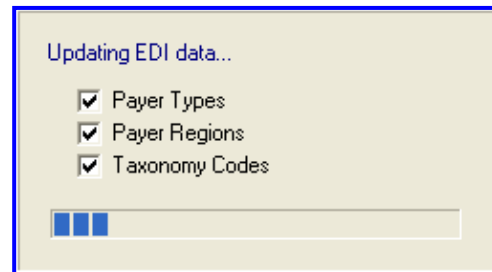 Updating EDI data...
Payer Types
Payer Regions
Taxonomy Codes